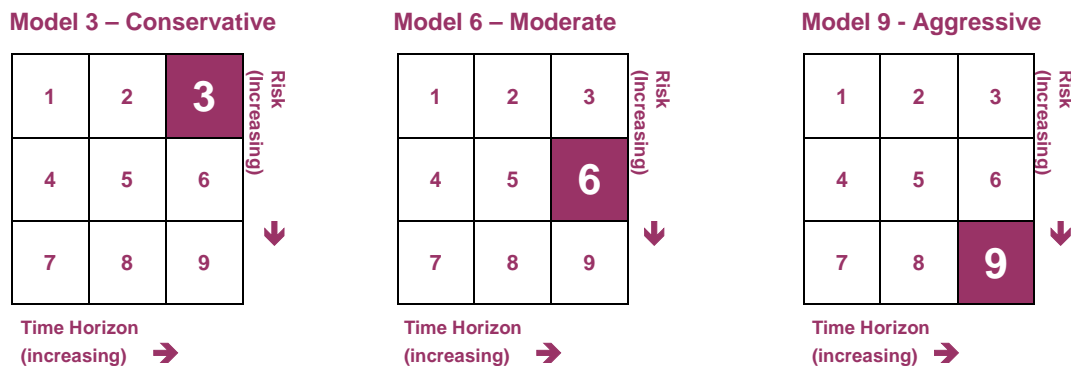 Model 3 – Conservative
1 2 3
4 5 6
7 8 9
Risk
(Increasing)
Time Horizon
(increasing)
Model 6 – Moderate
1 2 3
4 5 6
7 8 9
Risk
(Increasing)
Time Horizon
(increasing)
Model 9 - Aggressive
1 2 3
4 5 6
7 8 9
Risk
(Increasing)
Time Horizon
(increasing)